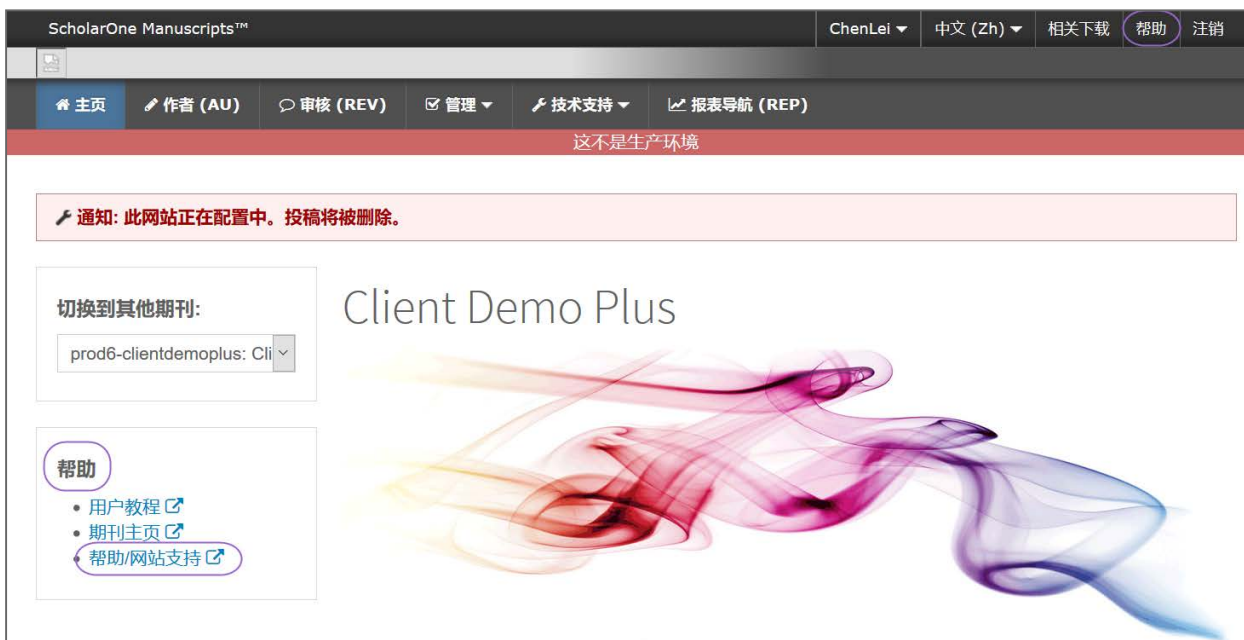 ScholarOne Manuscripts™
ChenLei 中文 (Zh) 相关下载 帮助 注销
主页 作者 (AU) 审核 (REV) 管理 技术支持 报表导航 (REP)
这不是生产环境
通知: 此网站正在配置中。投稿将被删除。
切换到其他期刊:
prod6-clientdemoplus: Cli
Client Demo Plus
帮助
用户教程
期刊主页
帮助/网站支持